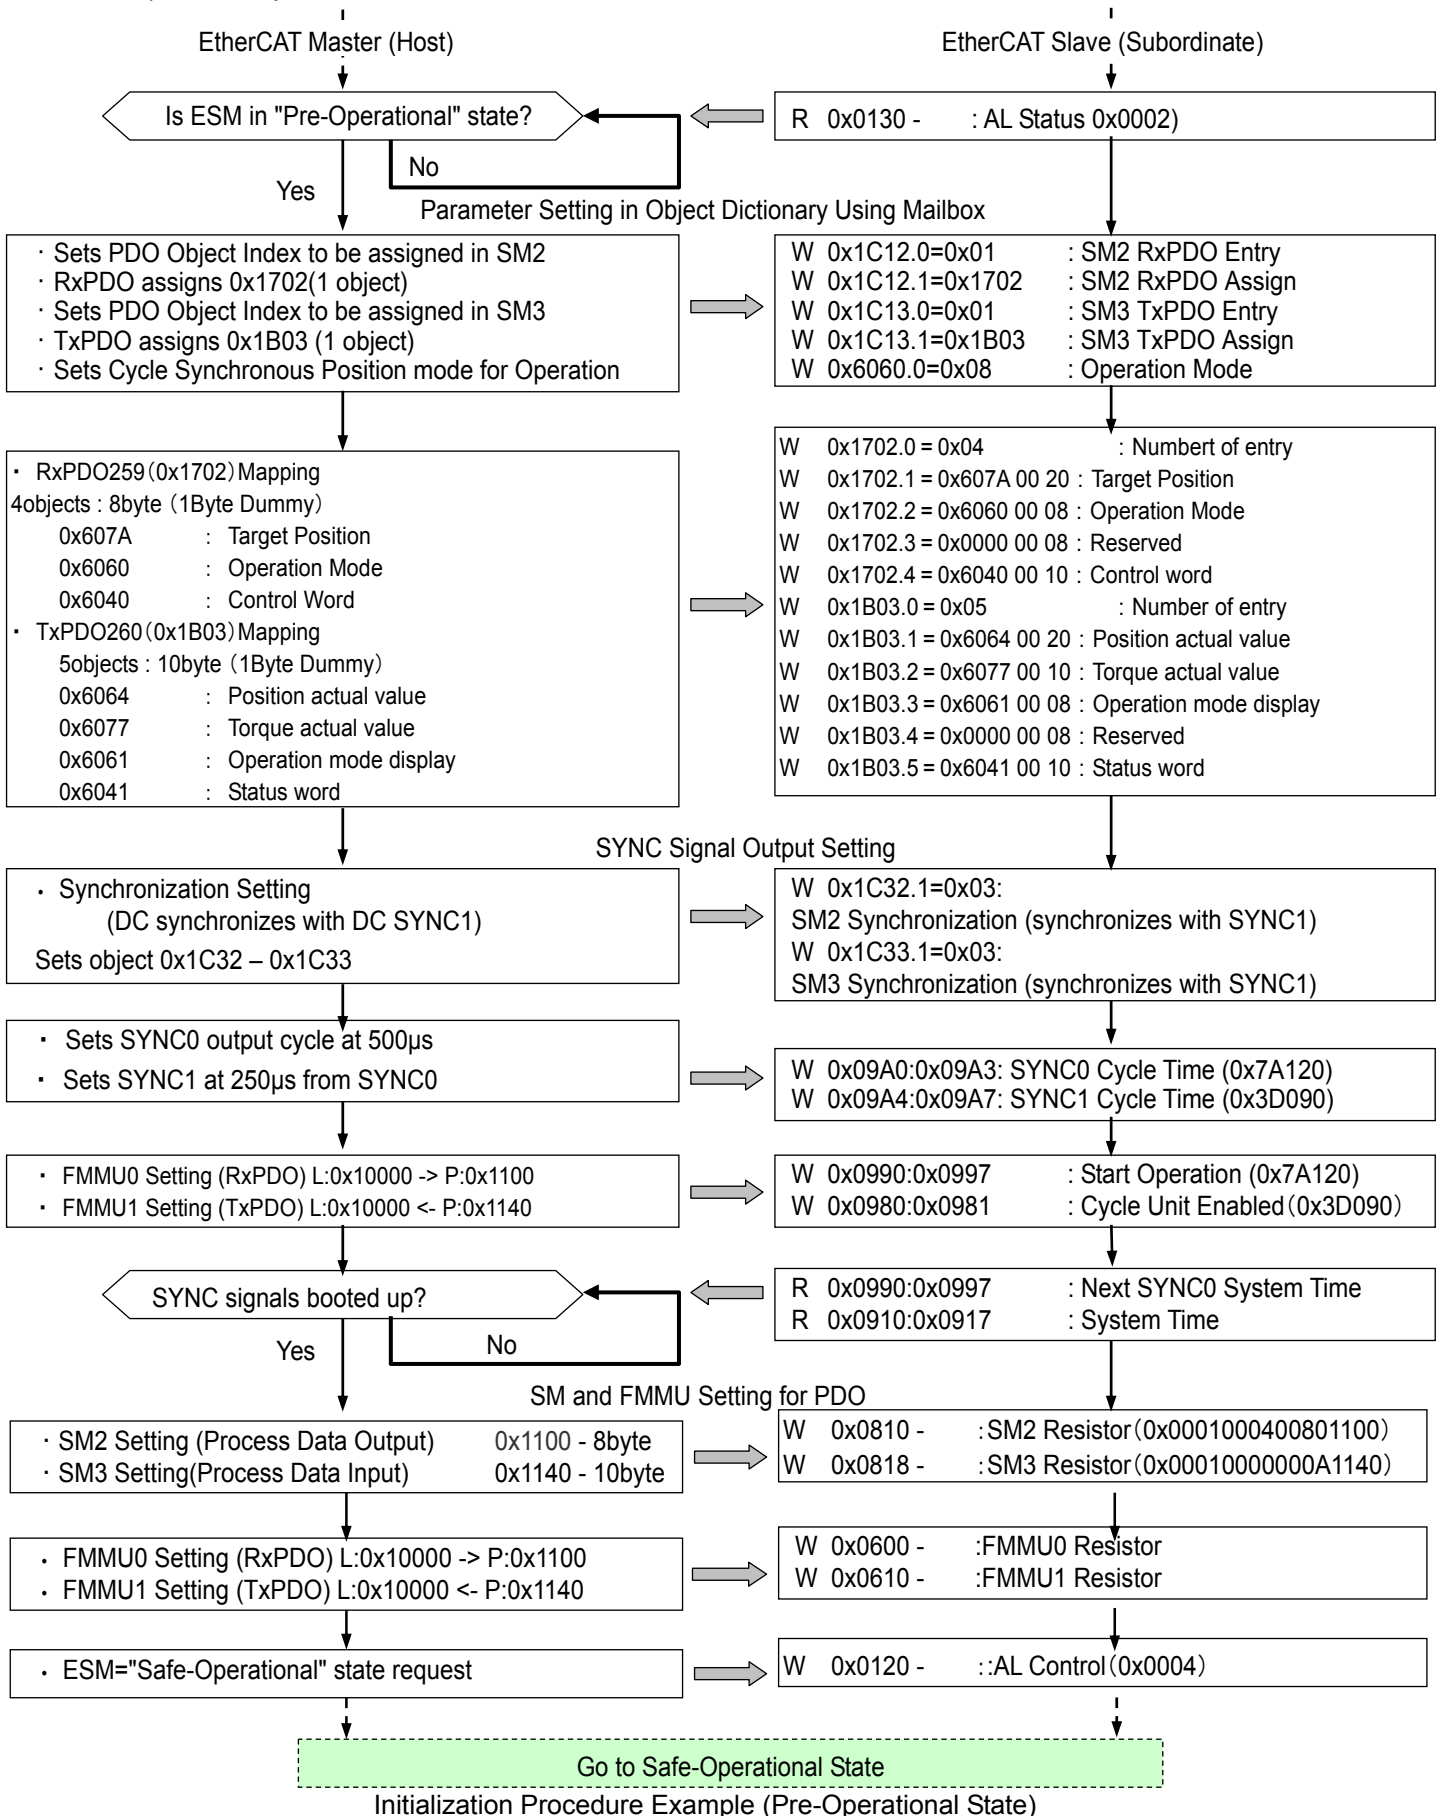 EtherCAT Master (Host)
EtherCAT Slave (Subordinate)
Is ESM in "Pre-Operational" state?
R 0x0130 - : AL Status 0x0002)
No
Yes
Parameter Setting in Object Dictionary Using Mailbox
・Sets PDO Object Index to be assigned in SM2
・RxPDO assigns 0x1702(1 object)
・Sets PDO Object Index to be assigned in SM3
・TxPDO assigns 0x1B03 (1 object)
・Sets Cycle Synchronous Position mode for Operation
W 0x1C12.0=0x01 : SM2 RxPDO Entry
W 0x1C12.1=0x1702 : SM2 RxPDO Assign
W 0x1C13.0=0x01 : SM3 TxPDO Entry
W 0x1C13.1=0x1B03 : SM3 TxPDO Assign
W 0x6060.0=0x08 : Operation Mode
・ RxPDO259(0x1702)Mapping
4objects : 8byte (1Byte Dummy)
0x607A : Target Position
0x6060 : Operation Mode
0x6040 : Control Word
・ TxPDO260(0x1B03)Mapping
5objects : 10byte (1Byte Dummy)
0x6064 : Position actual value
0x6077 : Torque actual value
0x6061 : Operation mode display
0x6041 : Status word
W 0x1702.0 = 0x04 : Numbert of entry
W 0x1702.1 = 0x607A 00 20 : Target Position
W 0x1702.2 = 0x6060 00 08 : Operation Mode
W 0x1702.3 = 0x0000 00 08 : Reserved
W 0x1702.4 = 0x6040 00 10 : Control word
W 0x1B03.0 = 0x05 : Number of entry
W 0x1B03.1 = 0x6064 00 20 : Position actual value
W 0x1B03.2 = 0x6077 00 10 : Torque actual value
W 0x1B03.3 = 0x6061 00 08 : Operation mode display
W 0x1B03.4 = 0x0000 00 08 : Reserved
W 0x1B03.5 = 0x6041 00 10 : Status word
SYNC Signal Output Setting
・ Synchronization Setting
(DC synchronizes with DC SYNC1)
Sets object 0x1C32 – 0x1C33
W 0x1C32.1=0x03:
SM2 Synchronization (synchronizes with SYNC1)
W 0x1C33.1=0x03:
SM3 Synchronization (synchronizes with SYNC1)
・ Sets SYNC0 output cycle at 500µs
・ Sets SYNC1 at 250µs from SYNC0
W 0x09A0:0x09A3: SYNC0 Cycle Time (0x7A120)
W 0x09A4:0x09A7: SYNC1 Cycle Time (0x3D090)
・ FMMU0 Setting (RxPDO) L:0x10000 -> P:0x1100
・ FMMU1 Setting (TxPDO) L:0x10000 <- P:0x1140
W 0x0990:0x0997 : Start Operation (0x7A120)
W 0x0980:0x0981 : Cycle Unit Enabled(0x3D090)
SYNC signals booted up?
R 0x0990:0x0997 : Next SYNC0 System Time
R 0x0910:0x0917 : System Time
No
Yes
SM and FMMU Setting for PDO
・SM2 Setting (Process Data Output) 0x1100 - 8byte
・SM3 Setting(Process Data Input) 0x1140 - 10byte
W 0x0810 - :SM2 Resistor(0x0001000400801100)
W 0x0818 - :SM3 Resistor(0x00010000000A1140)
・ FMMU0 Setting (RxPDO) L:0x10000 -> P:0x1100
・ FMMU1 Setting (TxPDO) L:0x10000 <- P:0x1140
W 0x0600 - :FMMU0 Resistor
W 0x0610 - :FMMU1 Resistor
・ ESM="Safe-Operational" state request
W 0x0120 - ::AL Control(0x0004)
Go to Safe-Operational State
Initialization Procedure Example (Pre-Operational State)